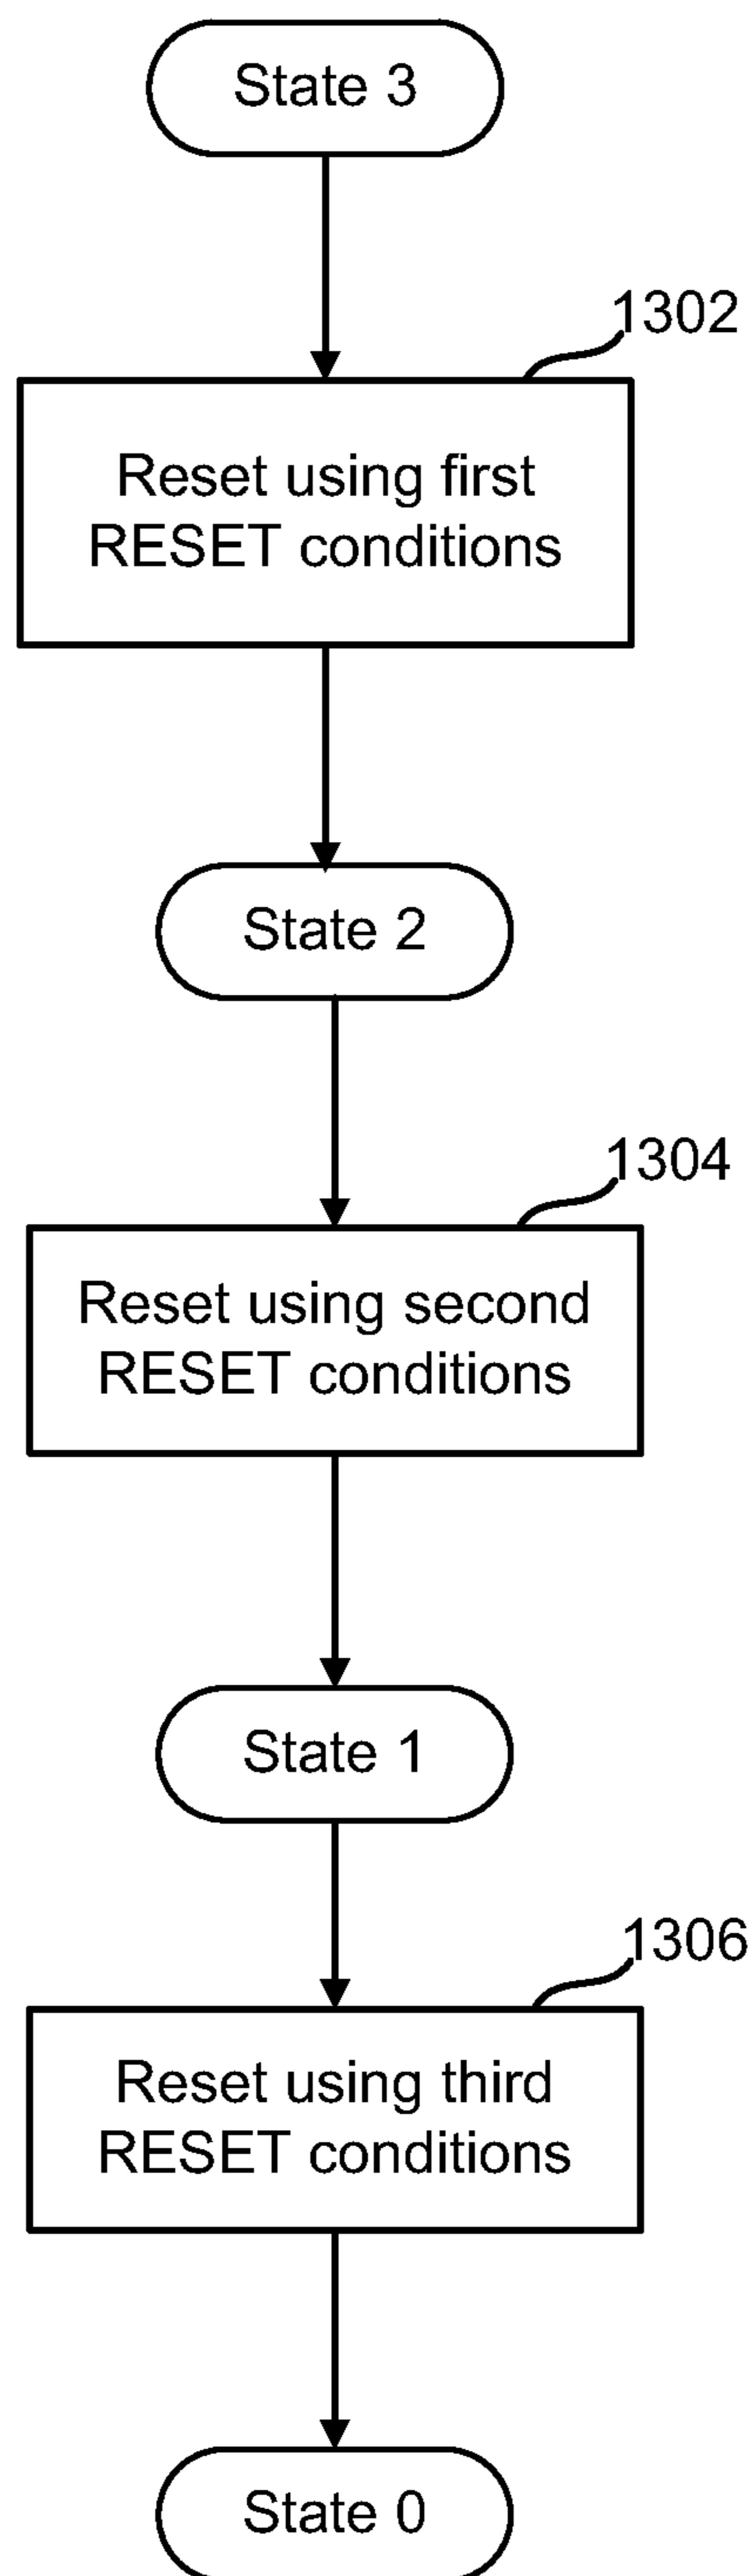 State 3
1302
Reset using first
RESET conditions
State 2
1304
Reset using second
RESET conditions
State 1
1306
Reset using third
RESET conditions
State 0